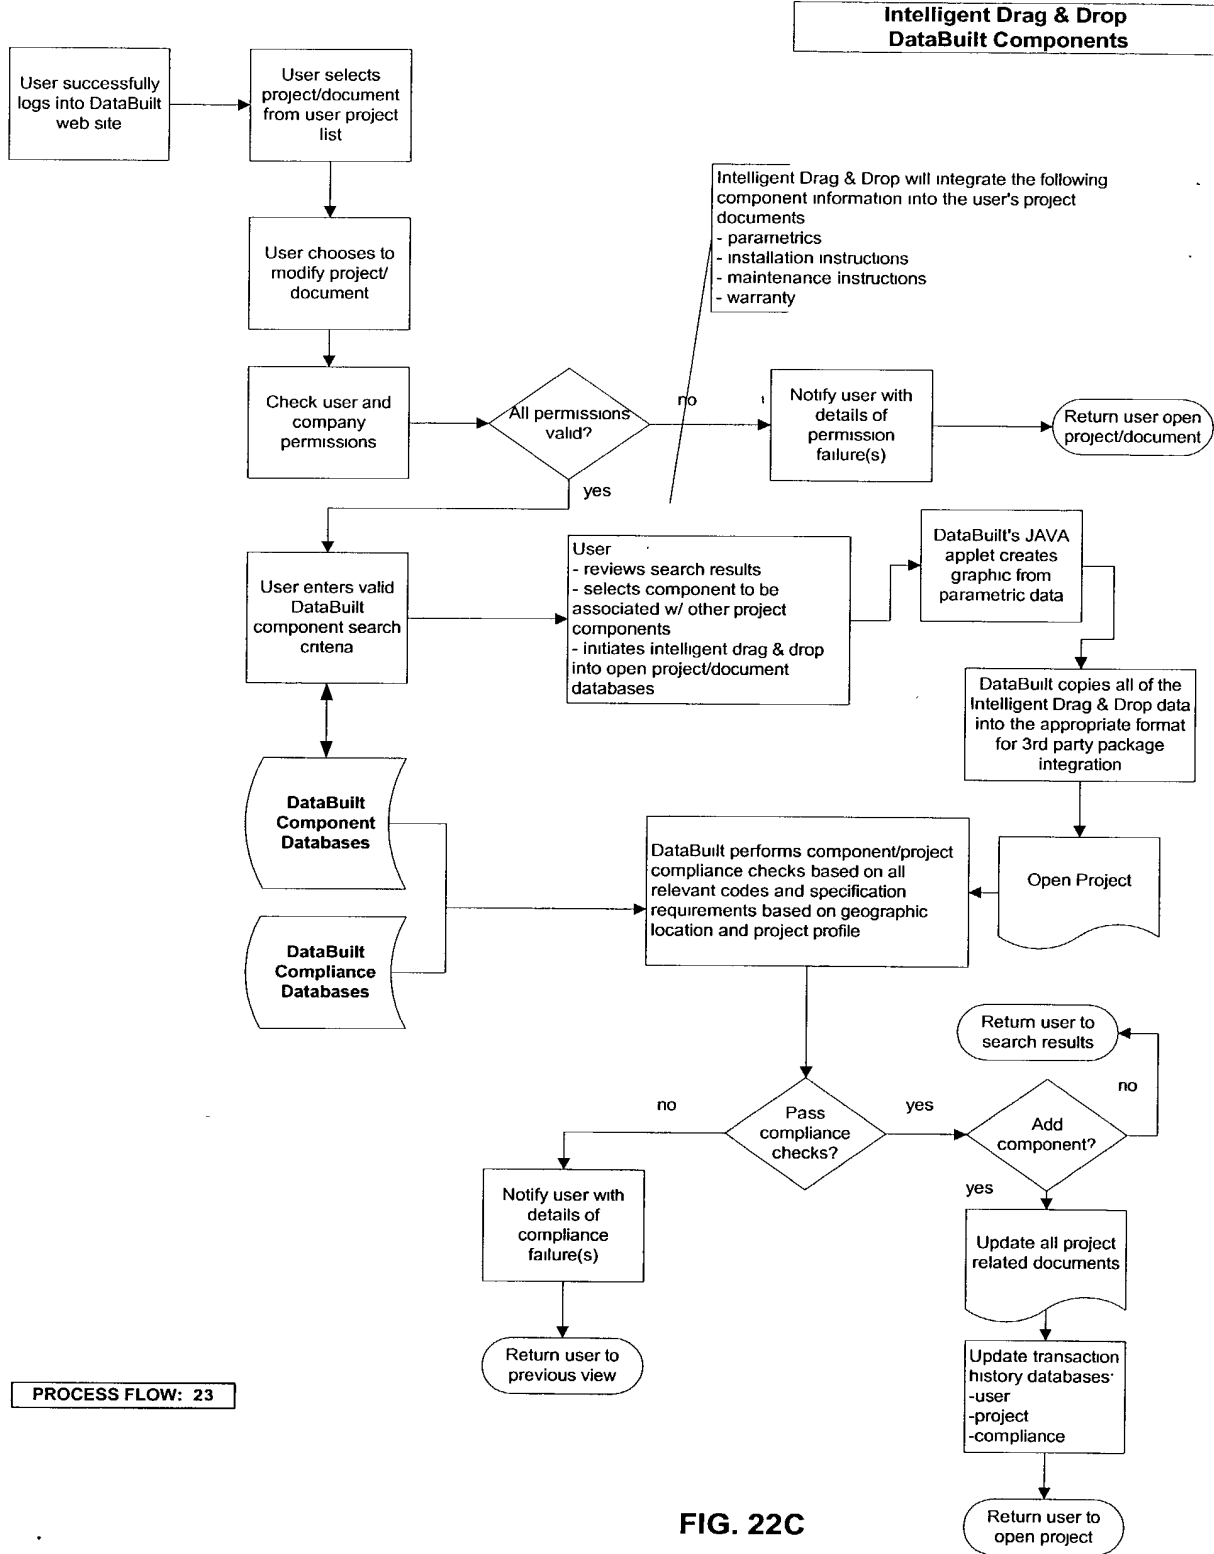 Intelligent Drag & Drop
DataBuilt Components
User successfully
logs into DataBuilt
web site
User selects
project/document
from user project
list
Intelligent Drag & Drop will integrate the following
component information into the user's project
documents
- parametrics
- installation instructions
- maintenance instructions
- warranty
User chooses to
modify project/
document
Check user and
company
permissions
All permissions
valid?
no
Notify user with
details of
permission
failure(s)
Return user open
project/document
yes
User enters valid
DataBuilt
component search
criteria
User
- reviews search results
- selects component to be
associated w/ other project
components
- initiates intelligent drag & drop
into open project/document
databases
DataBuilt's JAVA
applet creates
graphic from
parametric data
DataBuilt copies all of the
Intelligent Drag & Drop data
into the appropriate format
for 3rd party package
integration
DataBuilt
Component
Databases
DataBuilt performs component/project
compliance checks based on all
relevant codes and specification
requirements based on geographic
location and project profile
Open Project
DataBuilt
Compliance
Databases
Return user to
search results
no
no
Pass
compliance
checks?
yes
Add
component?
yes
Notify user with
details of
compliance
failure(s)
Update all project
related documents
Return user to
previous view
Update transaction
history databases:
-user
-project
-compliance
PROCESS FLOW: 23
Return user to
open project
FIG. 22C